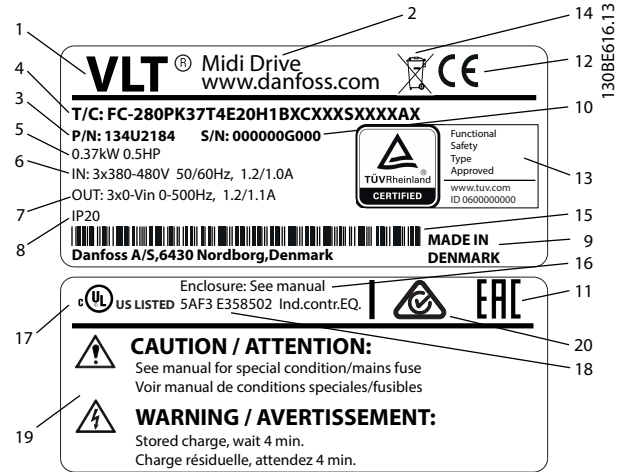 1
2
14
130BE616.13
VLT ® Midi Drive
www.danfoss.com
CE
12
4
T/C: FC-280PK37T4E20H1BXCXXXSXXXXAX
10
3
P/N: 134U2184 S/N: 000000G000
5
0.37kW 0.5HP
6
IN: 3x380-480V 50/60Hz, 1.2/1.0A
7
OUT: 3x0-Vin 0-500Hz, 1.2/1.1A
8
IP20
TÜVRheinland ®
CERTIFIED
Functional
Safety
Type
Approved
www.tuv.com
ID 0600000000
13
15
MADE IN
DENMARK
9
Danfoss A/S,6430 Nordborg,Denmark
16
Enclosure: See manual
c UL US LISTED 5AF3 E358502 Ind.contr.EQ.
EAC
11
17
20
18
CAUTION / ATTENTION:
See manual for special condition/mains fuse
Voir manual de conditions speciales/fusibles
19
WARNING / AVERTISSEMENT:
Stored charge, wait 4 min.
Charge résiduelle, attendez 4 min.